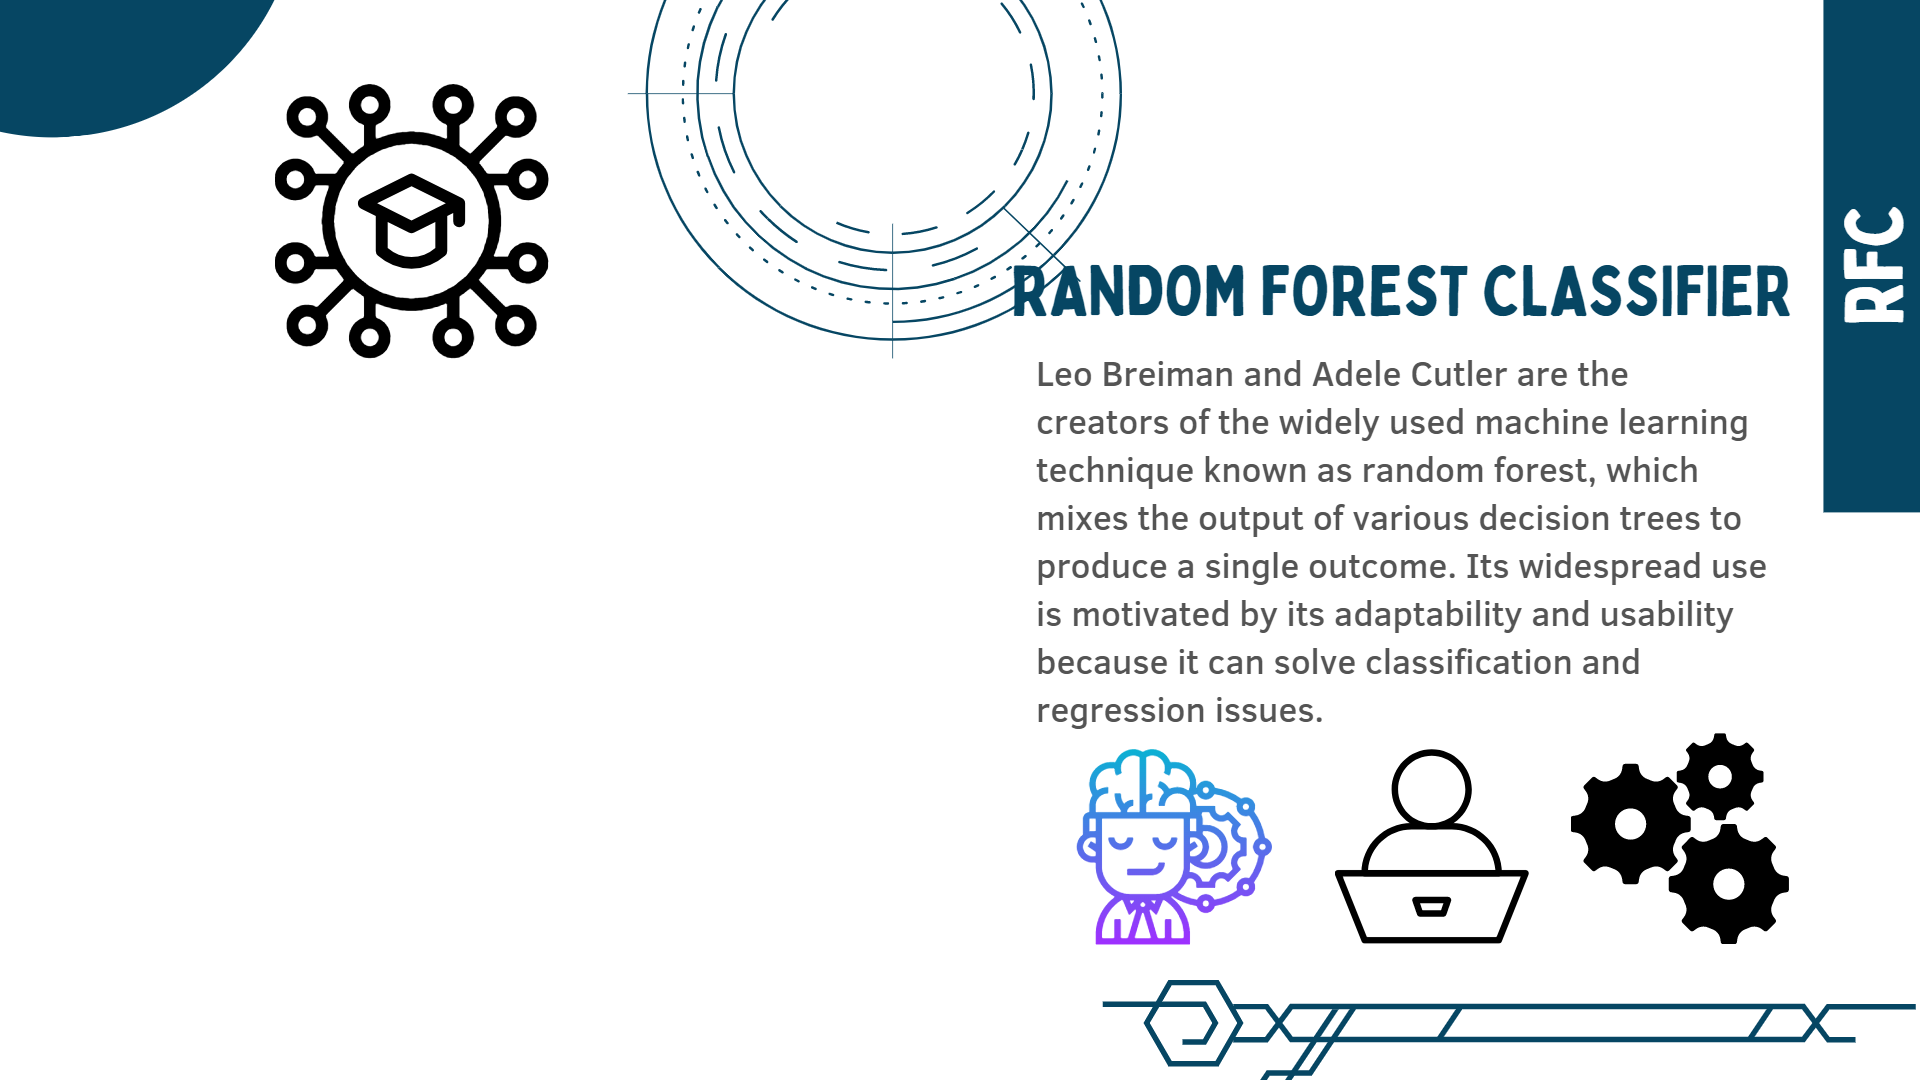 RANDOM FOREST CLASSIFIER
RFC
Leo Breiman and Adele Cutler are the
creators of the widely used machine learning
technique known as random forest, which
mixes the output of various decision trees to
produce a single outcome. Its widespread use
is motivated by its adaptability and usability
because it can solve classification and
regression issues.